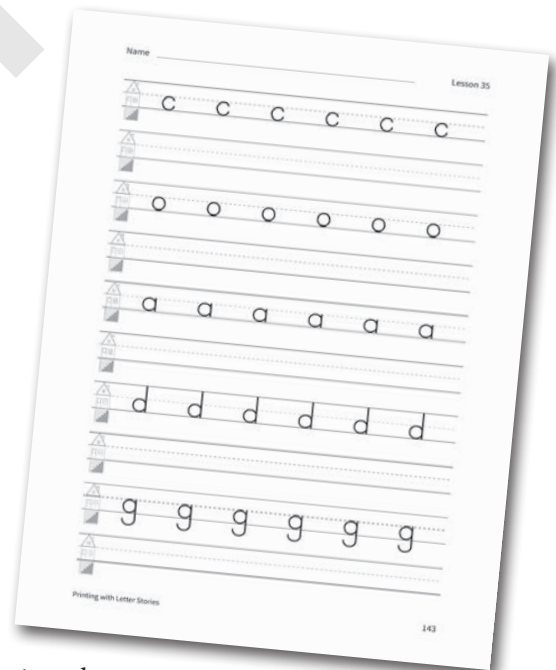 Name
Lesson 35
c c c c c c
o o o o o o
a a a a a a
d d d d d d
g g g g g g
Printing with Letter Stories
143